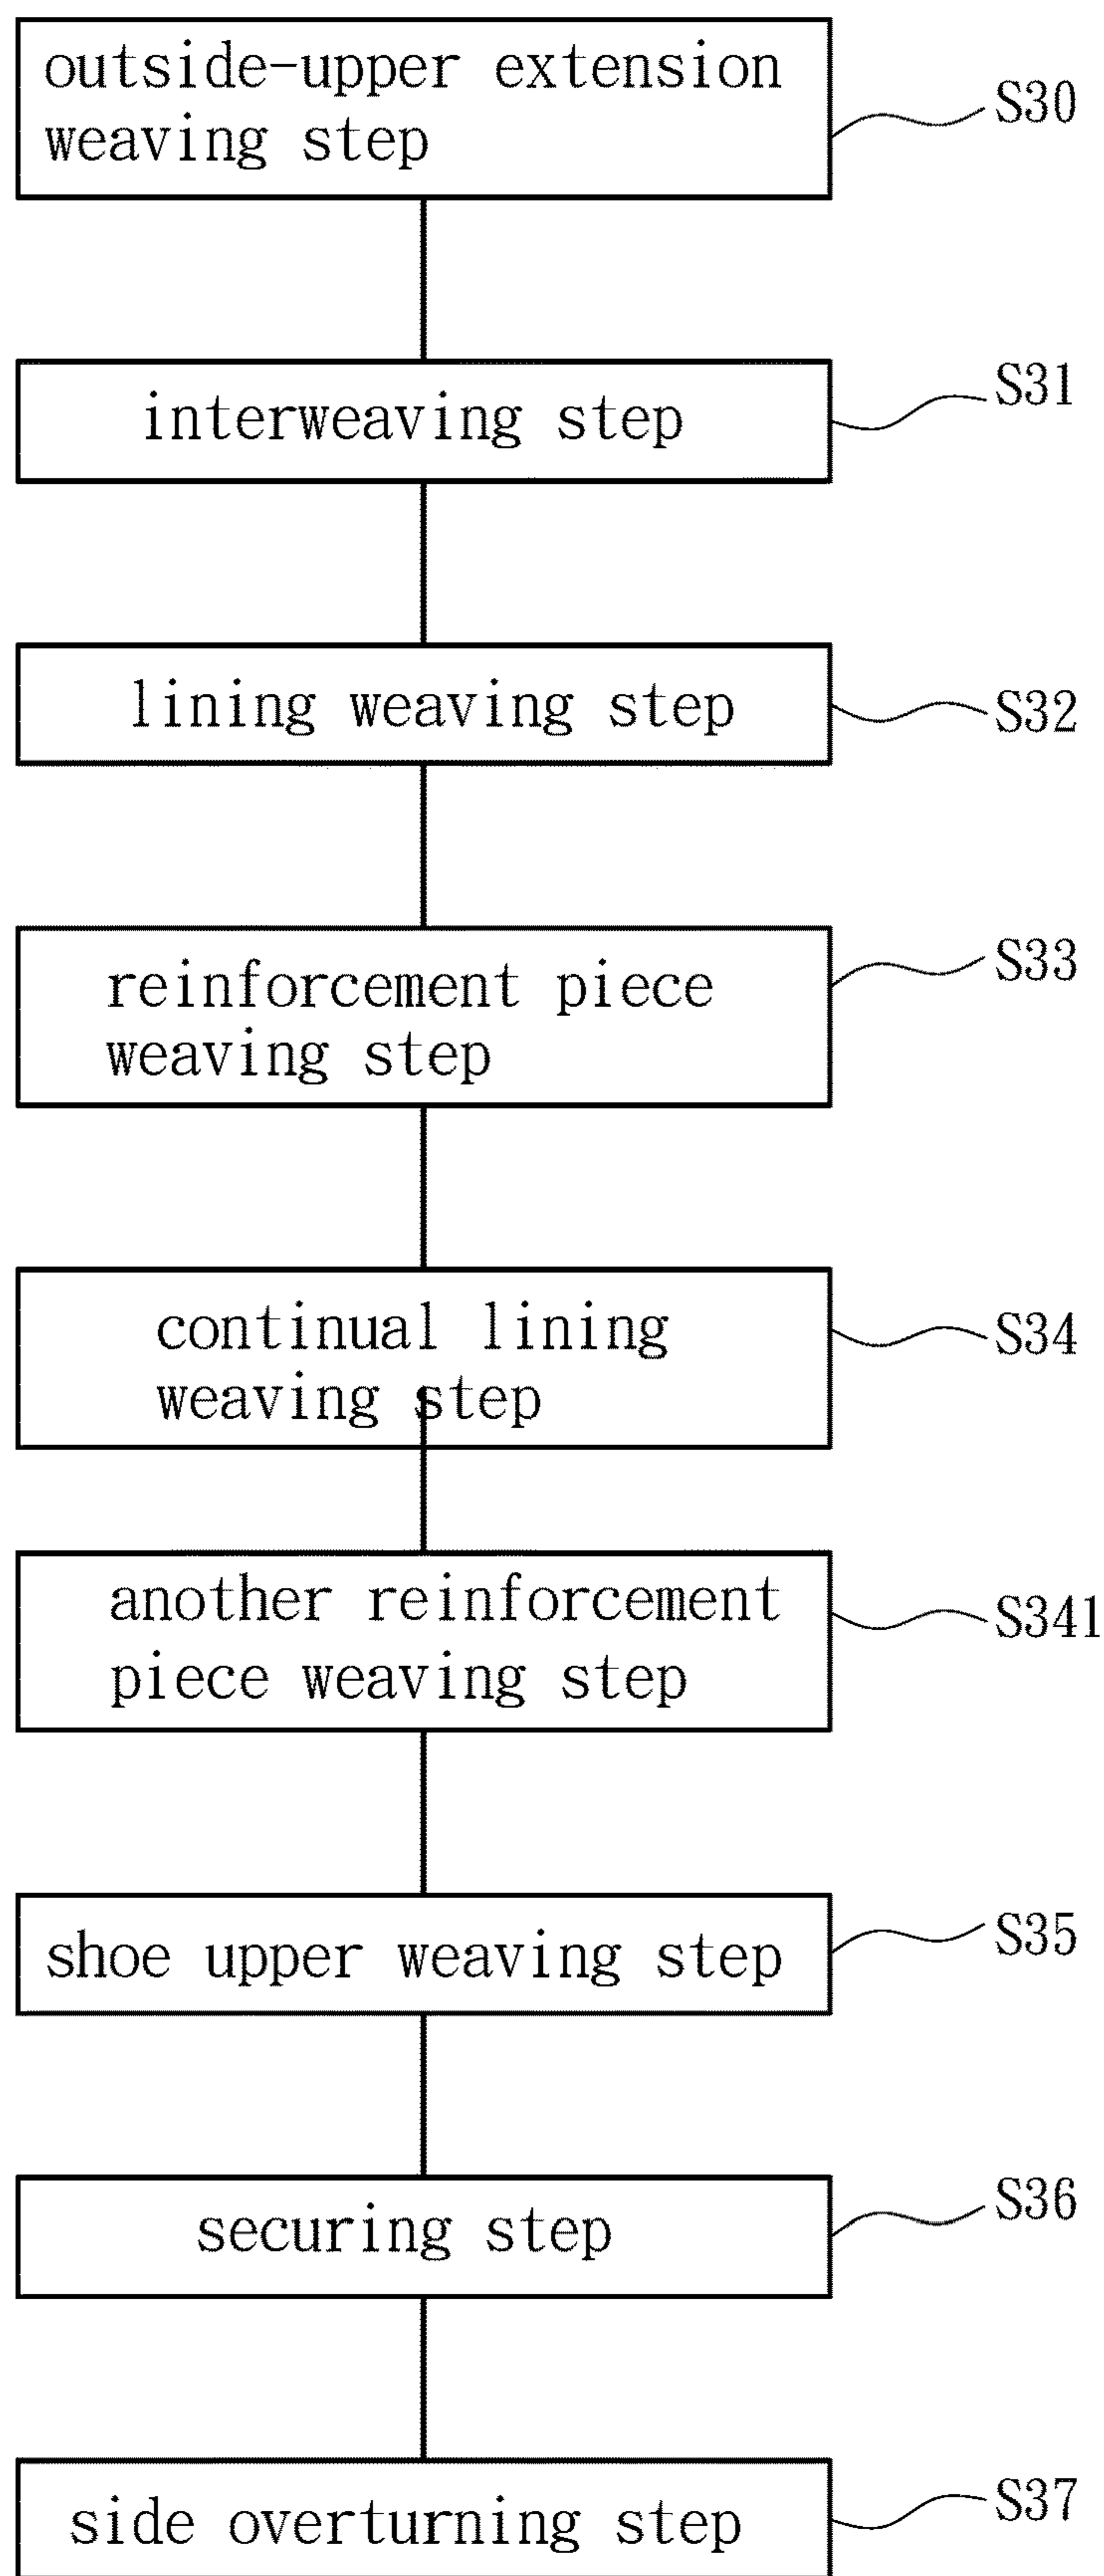 outside-upper extension
weaving step
S30
interweaving step
S31
lining weaving step
S32
reinforcement piece
weaving step
S33
continual lining
weaving step
S34
another reinforcement
piece weaving step
S341
shoe upper weaving step
S35
securing step
S36
side overturning step
S37